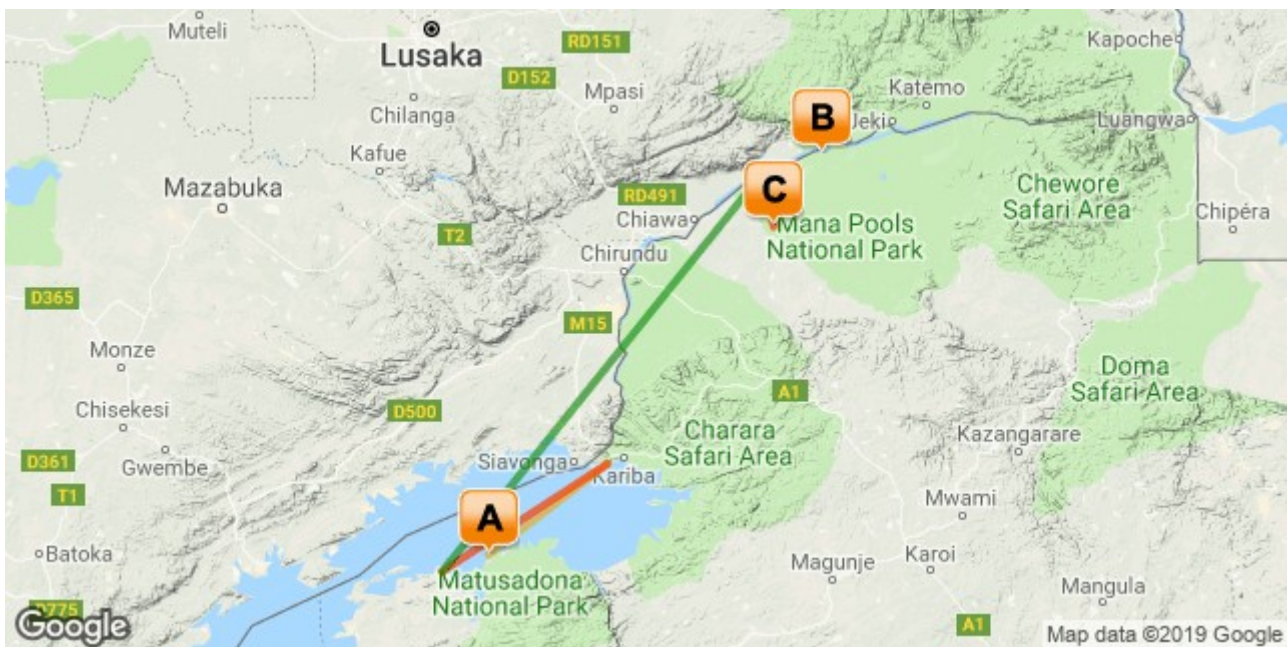 Muteli
Lusaka
RD151
Kapoche
D152
Mpasi
Chilanga
B
Katemo
Jeki
Luangwa
Kafue
Mazabuka
RD491
C
Chewore
Safari Area
Chiawa
Mana Pools
National Park
Chipéra
T2
Chirundu
D365
M15
Monze
Doma
Safari Area
A1
Chisekesi
D500
Charara
Safari Area
Kazangarare
D361
Gwembe
Siavonga
Kariba
T1
A
Mwami
Batoka
Matusadona
National Park
Magunje
Karoi
Mangula
D775
Google
A1
Map data ©2019 Google